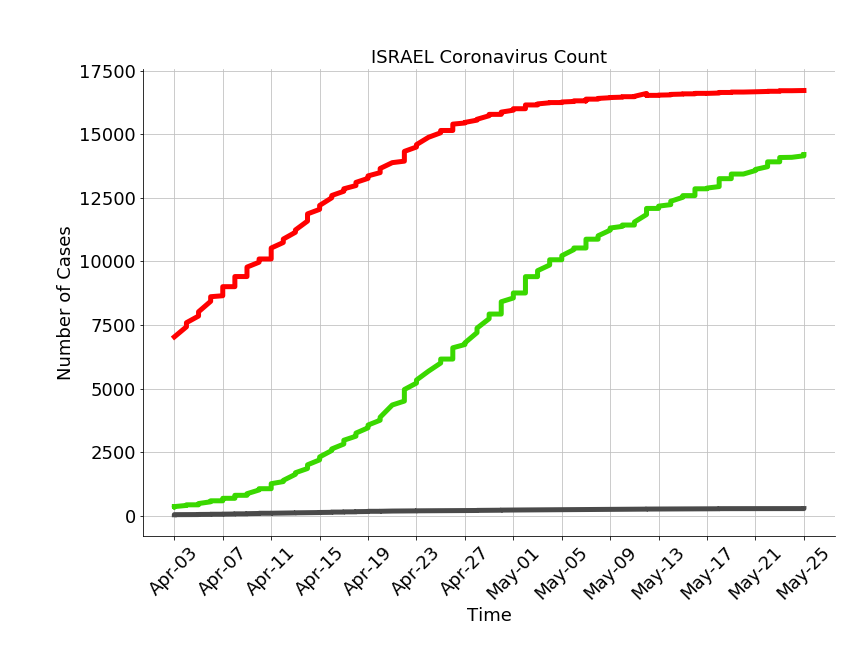 ISRAEL Coronavirus Count
17500
15000
12500
10000
7500
5000
2500
0
Number of Cases
Apr-03
Apr-07
Apr-11
Apr-15
Apr-19
Apr-23
Apr-27
May-01
May-05
May-09
May-13
May-17
May-21
May-25
Time